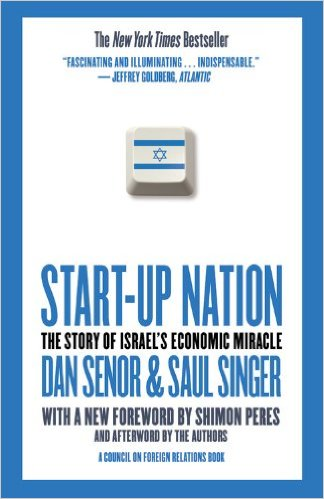 The New York Times Bestseller
"FASCINATING AND ILLUMINATING . . . INDISPENSABLE."
— JEFFREY GOLDBERG, ATLANTIC
START-UP NATION
THE STORY OF ISRAEL'S ECONOMIC MIRACLE
DAN SENOR & SAUL SINGER
WITH A NEW FOREWORD BY SHIMON PERES
AND AFTERWORD BY THE AUTHORS
A COUNCIL ON FOREIGN RELATIONS BOOK